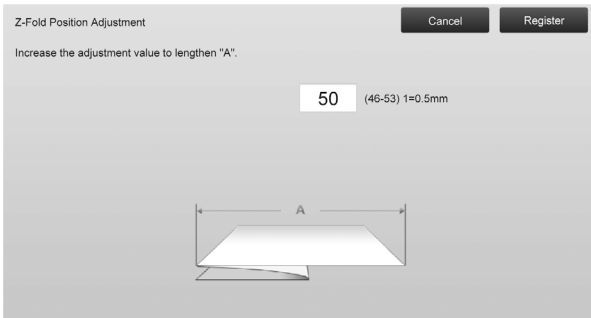 Z-Fold Position Adjustment
Cancel
Register
Increase the adjustment value to lengthen "A".
50 (46-53) 1=0.5mm
A